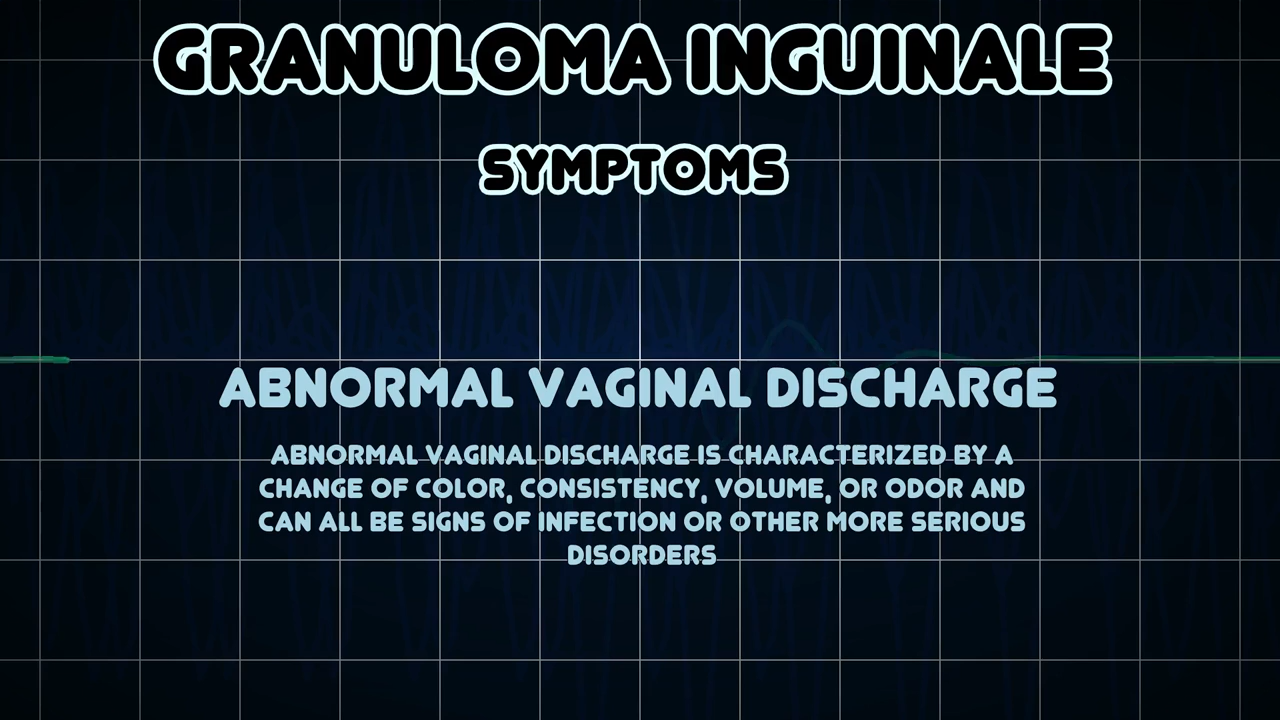 GRANULOMA INGUINALE
SYMPTOMS
ABNORMAL VAGINAL DISCHARGE
ABNORMAL VAGINAL DISCHARGE IS CHARACTERIZED BY A
CHANGE OF COLOR, CONSISTENCY, VOLUME, OR ODOR AND
CAN ALL BE SIGNS OF INFECTION OR OTHER MORE SERIOUS
DISORDERS